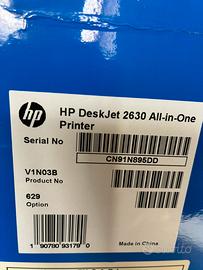 hp
HP DeskJet 2630 All-in-One
Printer
Serial No
CN91N895DD
V1N03B
Product No
629
Option
1 90780 93179 0
Made in China
subito